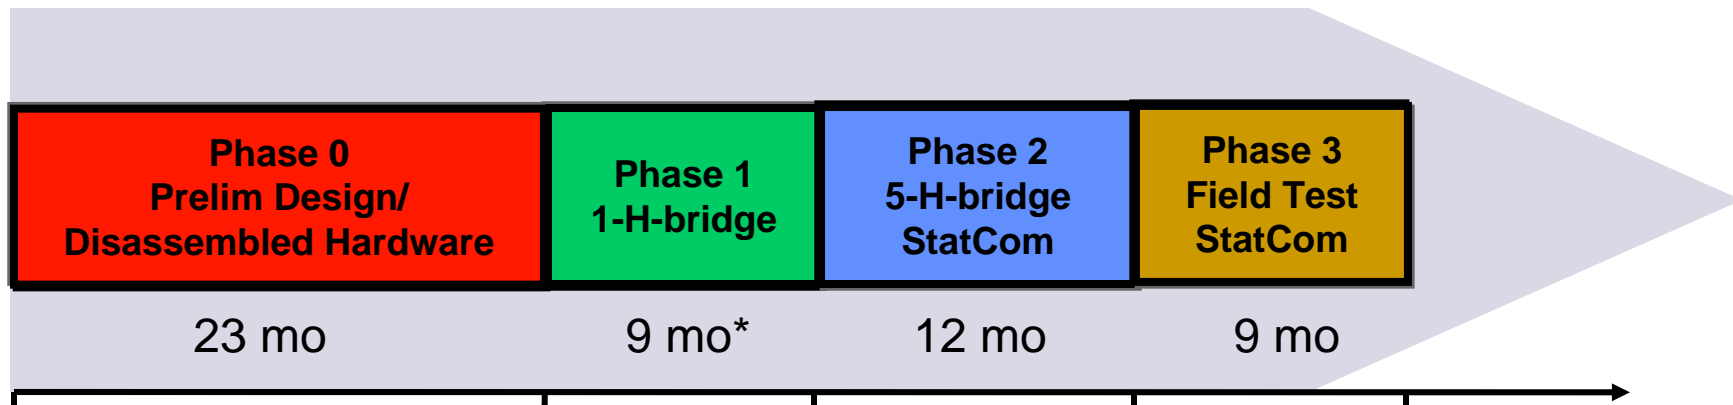 Phase 0
Prelim Design/
Disassembled Hardware
Phase 1
1-H-bridge
Phase 2
5-H-bridge
StatCom
Phase 3
Field Test
StatCom
23 mo
9 mo*
12 mo
9 mo